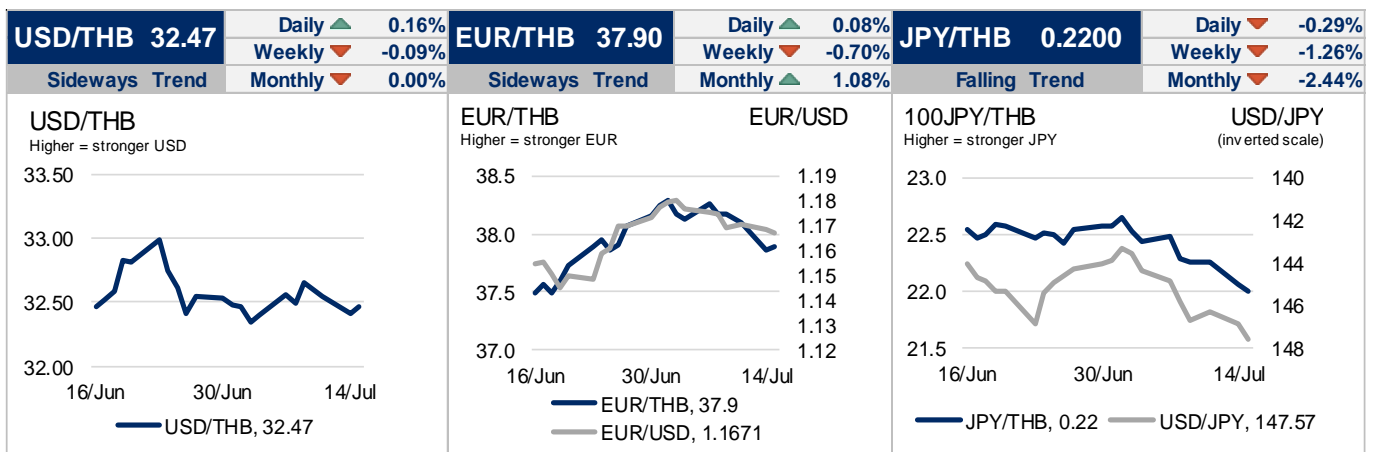 USD/THB 32.47
Daily 0.16%
Weekly -0.09%
Sideways Trend
Monthly 0.00%
USD/THB
Higher = stronger USD
33.50
33.00
32.50
32.00
16/Jun 30/Jun 14/Jul
USD/THB, 32.47
EUR/THB 37.90
Daily 0.08%
Weekly -0.70%
Sideways Trend
Monthly 1.08%
EUR/THB EUR/USD
Higher = stronger EUR
38.5
38.0
37.5
37.0
1.19
1.18
1.17
1.16
1.15
1.14
1.13
1.12
16/Jun 30/Jun 14/Jul
EUR/THB, 37.9
EUR/USD, 1.1671
JPY/THB 0.2200
Daily -0.29%
Weekly -1.26%
Falling Trend
Monthly -2.44%
100JPY/THB USD/JPY
Higher = stronger JPY (inverted scale)
23.0
22.5
22.0
21.5
140
142
144
146
148
16/Jun 30/Jun 14/Jul
JPY/THB, 0.22 USD/JPY, 147.57